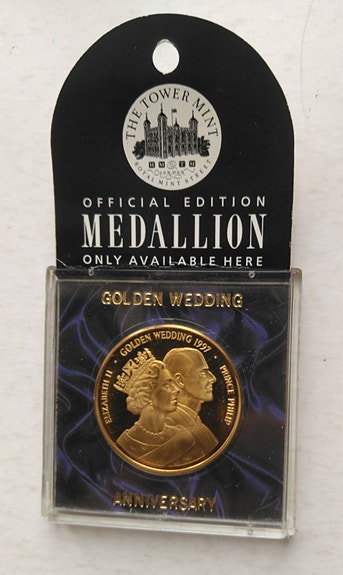 THE TOWER MINT
LONDON
ROYAL MINT STREET
OFFICIAL EDITION
MEDALLION
ONLY AVAILABLE HERE
GOLDEN WEDDING
ELIZABETH II · GOLDEN WEDDING 1997 · PRINCE PHILIP
ANNIVERSARY